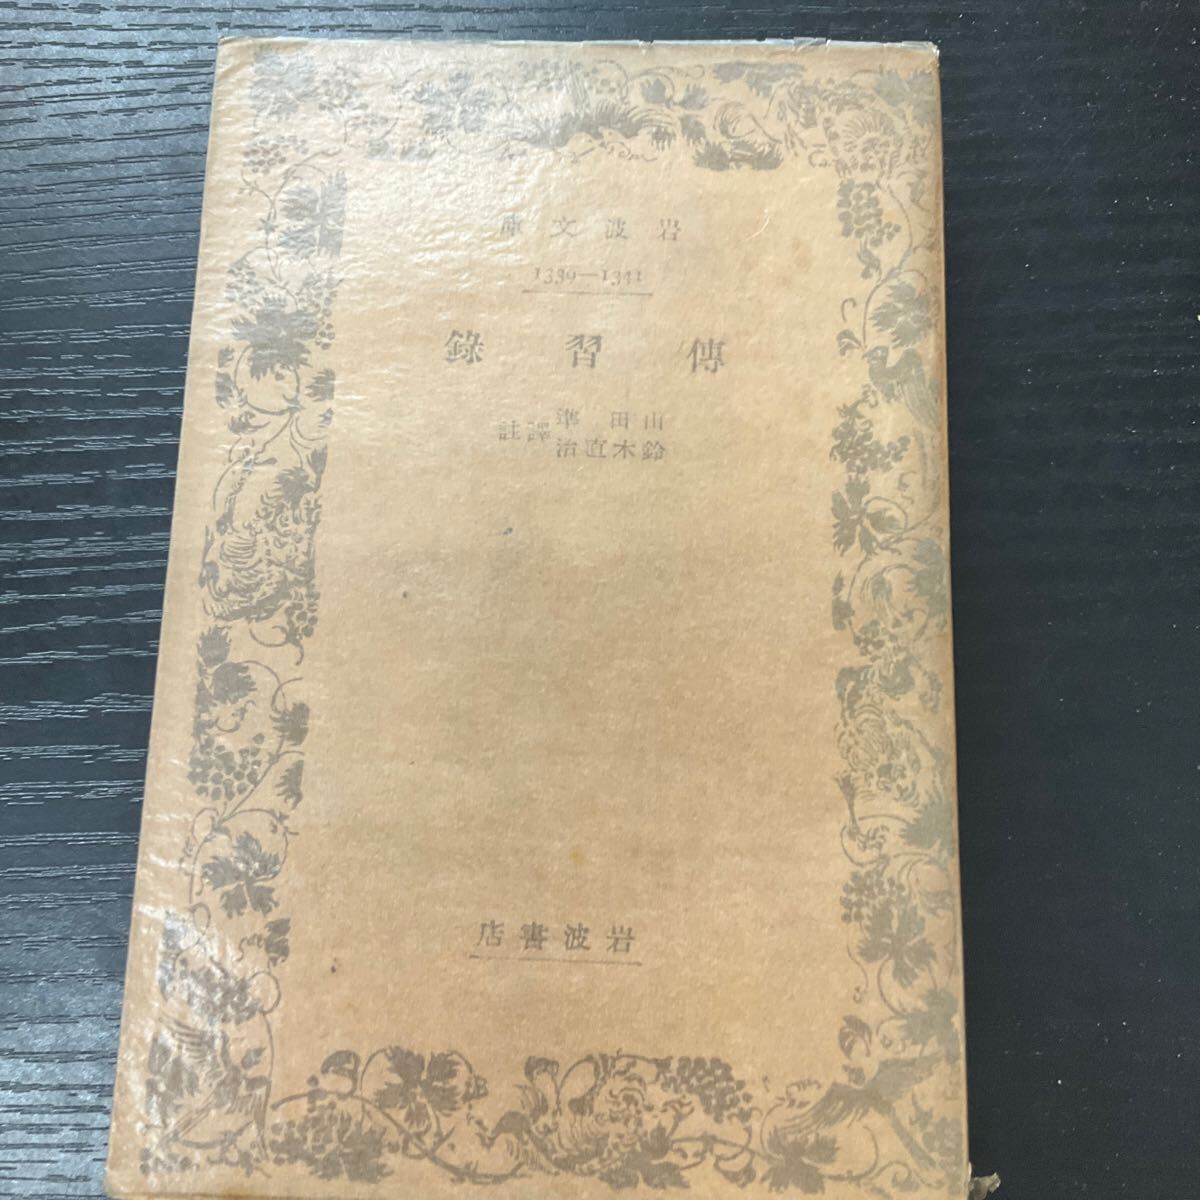 岩波文庫
1339—1341
傳習錄
山田準
鈴木直治
譯註
岩波書店